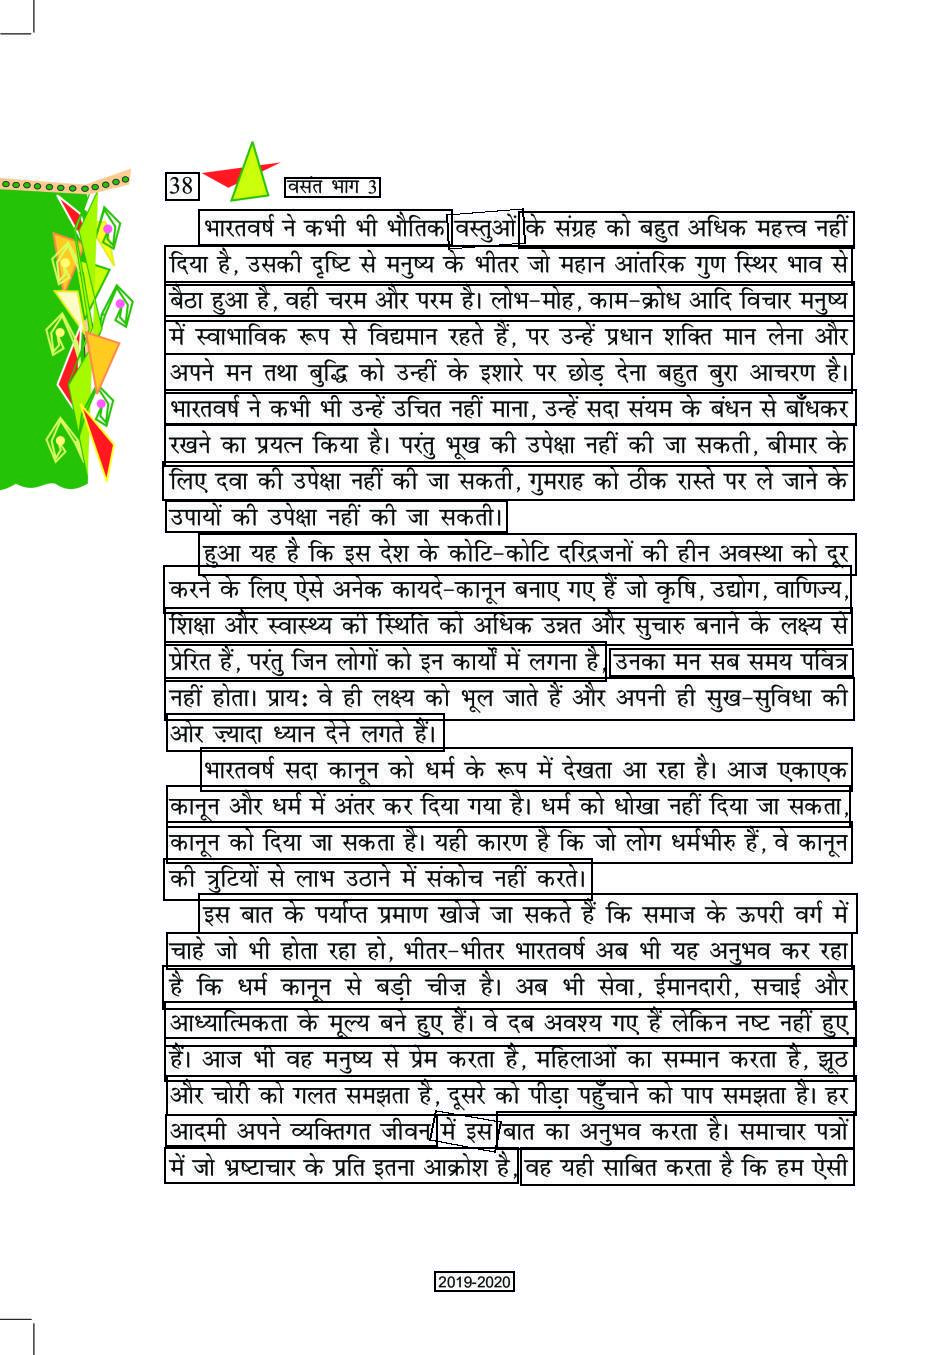 38 वसंत भाग 3
भारतवर्ष ने कभी भी भौतिक वस्तुओं के संग्रह को बहुत अधिक महत्त्व नहीं
दिया है, उसकी दृष्टि से मनुष्य के भीतर जो महान आंतरिक गुण स्थिर भाव से
बैठा हुआ है, वही चरम और परम है। लोभ-मोह, काम-क्रोध आदि विचार मनुष्य
में स्वाभाविक रूप से विद्यमान रहते हैं, पर उन्हें प्रधान शक्ति मान लेना और
अपने मन तथा बुद्धि को उन्हीं के इशारे पर छोड़ देना बहुत बुरा आचरण है।
भारतवर्ष ने कभी भी उन्हें उचित नहीं माना, उन्हें सदा संयम के बंधन से बाँधकर
रखने का प्रयत्न किया है। परंतु भूख की उपेक्षा नहीं की जा सकती, बीमार के
लिए दवा की उपेक्षा नहीं की जा सकती, गुमराह को ठीक रास्ते पर ले जाने के
उपायों की उपेक्षा नहीं की जा सकती।
हुआ यह है कि इस देश के कोटि-कोटि दरिद्रजनों की हीन अवस्था को दूर
करने के लिए ऐसे अनेक कायदे-कानून बनाए गए हैं जो कृषि, उद्योग, वाणिज्य,
शिक्षा और स्वास्थ्य की स्थिति को अधिक उन्नत और सुचारु बनाने के लक्ष्य से
प्रेरित हैं, परंतु जिन लोगों को इन कार्यों में लगना है, उनका मन सब समय पवित्र
नहीं होता। प्राय: वे ही लक्ष्य को भूल जाते हैं और अपनी ही सुख-सुविधा की
ओर ज़्यादा ध्यान देने लगते हैं।
भारतवर्ष सदा कानून को धर्म के रूप में देखता आ रहा है। आज एकाएक
कानून और धर्म में अंतर कर दिया गया है। धर्म को धोखा नहीं दिया जा सकता,
कानून को दिया जा सकता है। यही कारण है कि जो लोग धर्मभीरु हैं, वे कानून
की त्रुटियों से लाभ उठाने में संकोच नहीं करते।
इस बात के पर्याप्त प्रमाण खोजे जा सकते हैं कि समाज के ऊपरी वर्ग में
चाहे जो भी होता रहा हो, भीतर-भीतर भारतवर्ष अब भी यह अनुभव कर रहा
है कि धर्म कानून से बड़ी चीज़ है। अब भी सेवा, ईमानदारी, सचाई और
आध्यात्मिकता के मूल्य बने हुए हैं। वे दब अवश्य गए हैं लेकिन नष्ट नहीं हुए
हैं। आज भी वह मनुष्य से प्रेम करता है, महिलाओं का सम्मान करता है, झूठ
और चोरी को गलत समझता है, दूसरे को पीड़ा पहुँचाने को पाप समझता है। हर
आदमी अपने व्यक्तिगत जीवन में इस बात का अनुभव करता है। समाचार पत्रों
में जो भ्रष्टाचार के प्रति इतना आक्रोश है, वह यही साबित करता है कि हम ऐसी
2019-2020